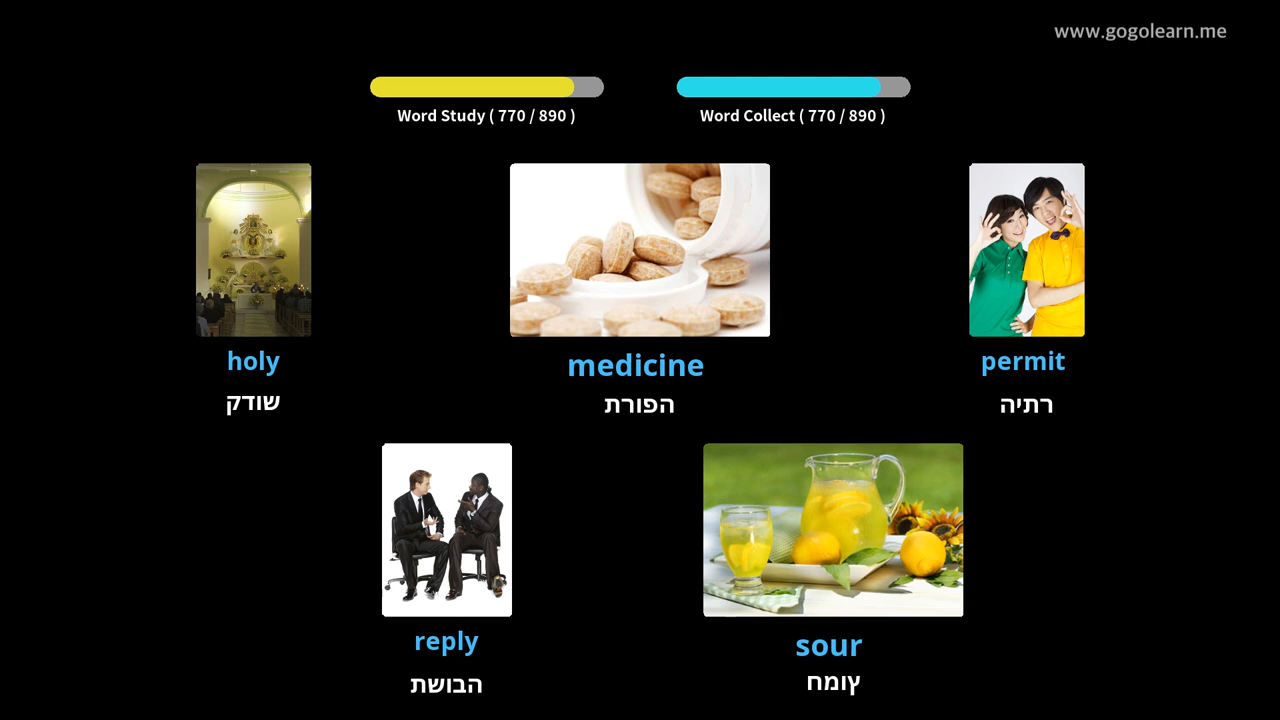 www.gogolearn.me
Word Study ( 770 / 890 )
Word Collect ( 770 / 890 )
holy
שודק
medicine
הפורת
permit
רתיה
reply
הבושת
sour
ץומח